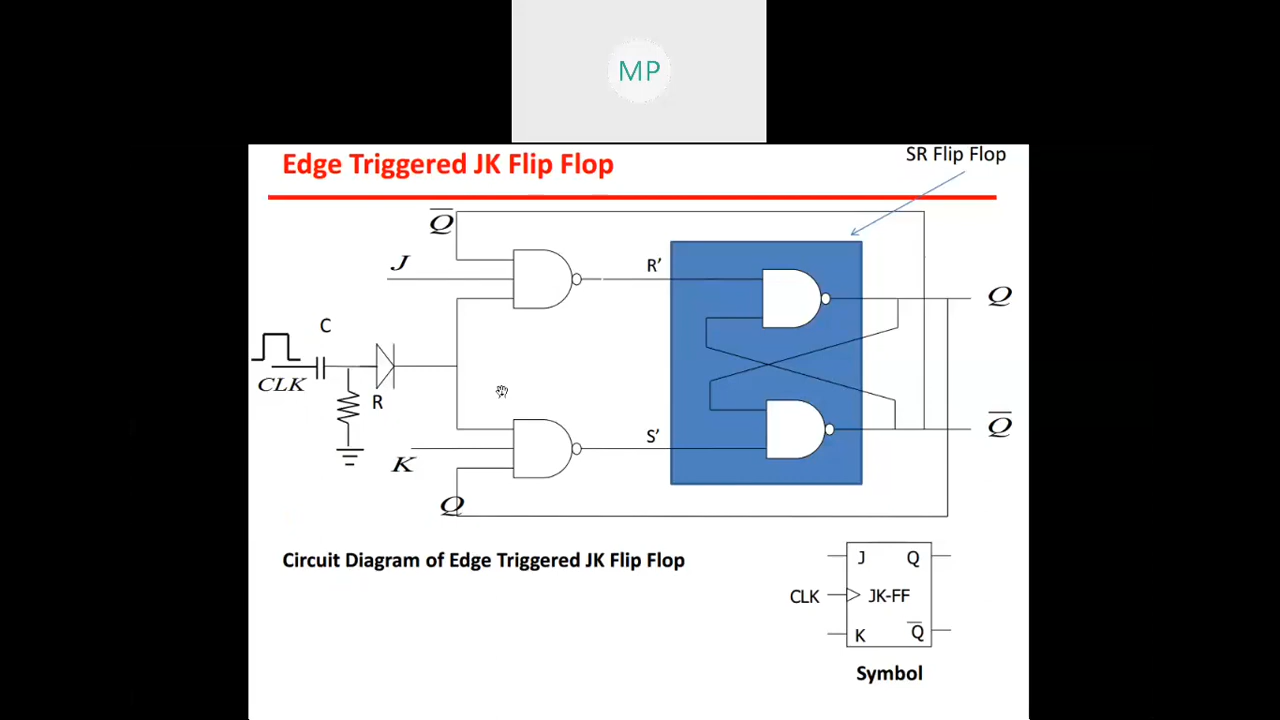 MP
SR Flip Flop
Edge Triggered JK Flip Flop
Q̅
J
R’
Q
C
CLK
R
Q̅
S’
K
Q
Circuit Diagram of Edge Triggered JK Flip Flop
J Q
CLK JK-FF
K Q̅
Symbol